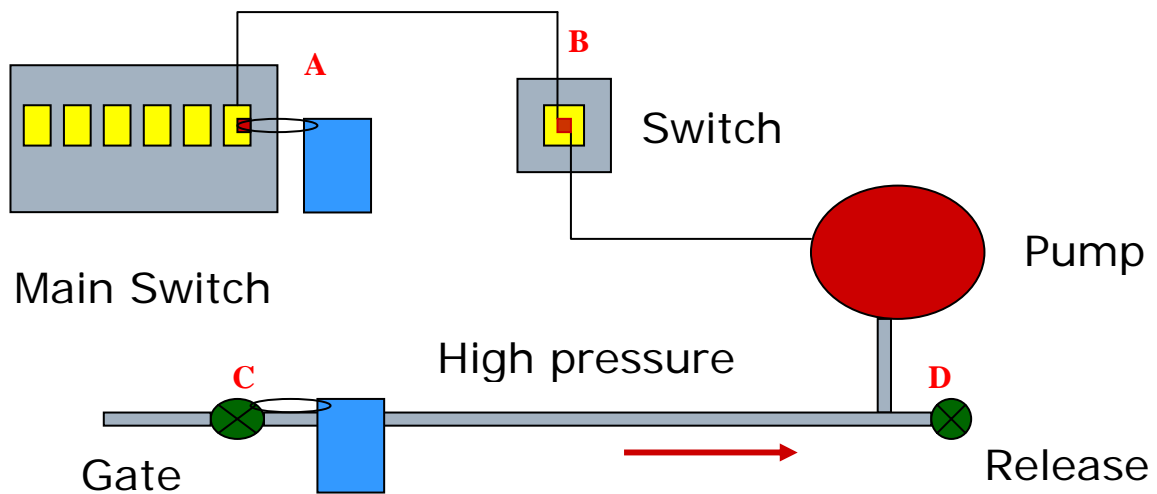 A
B
Switch
Main Switch
Pump
High pressure
C
D
Gate
Release